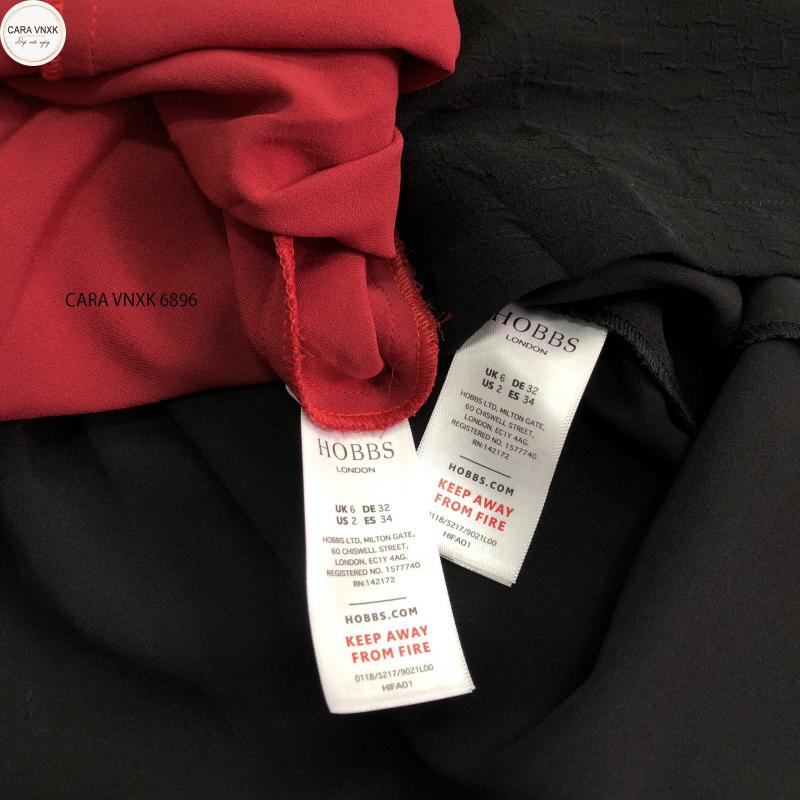 CARA VNXK
CARA VNXK 6896
HOBBS
LONDON
UK 6 DE 32
US 2 ES 34
HOBBS LTD, MILTON GATE,
60 CHISWELL STREET,
LONDON, EC1Y 4AG.
REGISTERED NO. 1577740
RN:142172
HOBBS.COM
KEEP AWAY
FROM FIRE
0118/5217/9021L00
HIFA01
HOBBS
LONDON
UK 6 DE 32
US 2 ES 34
HOBBS LTD, MILTON GATE,
60 CHISWELL STREET,
LONDON, EC1Y 4AG.
REGISTERED NO. 1577740
RN:142172
HOBBS.COM
KEEP AWAY
FROM FIRE
0118/5217/9021L00
HIFA01